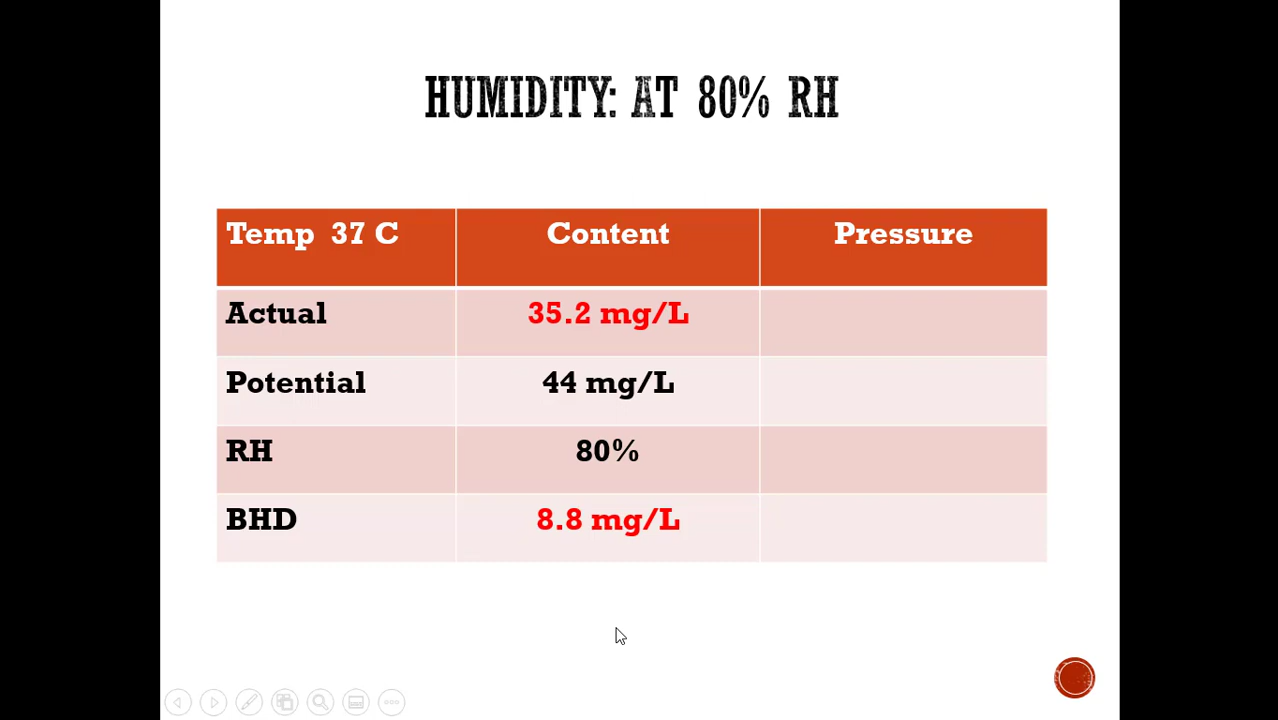 HUMIDITY: AT 80% RH
Temp 37 C Content Pressure
Actual 35.2 mg/L
Potential 44 mg/L
RH 80%
BHD 8.8 mg/L